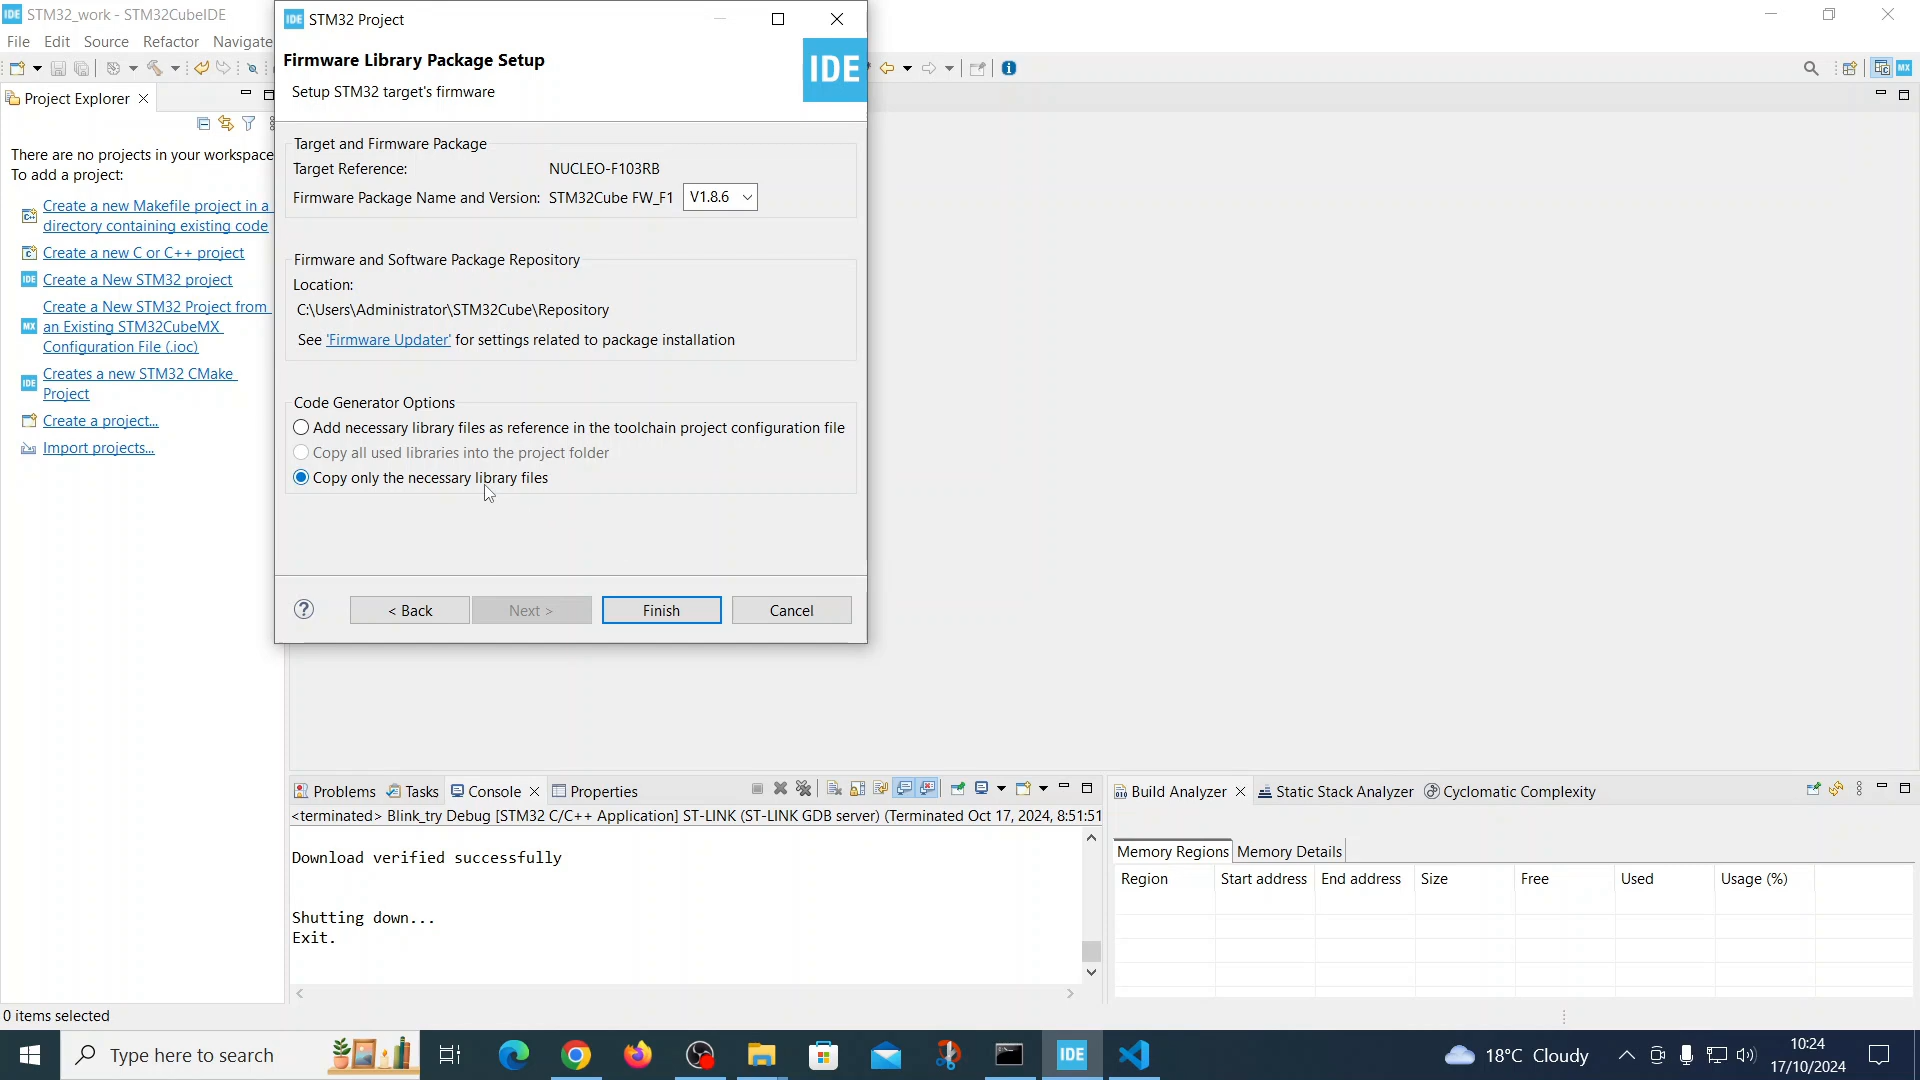 IDE STM32_work - STM32CubeIDE
File Edit Source Refactor Navigate
Project Explorer
There are no projects in your workspace
To add a project:
Create a new Makefile project in a
directory containing existing code
Create a new C or C++ project
IDE Create a New STM32 project
Create a New STM32 Project from
MX an Existing STM32CubeMX
Configuration File (.ioc)
IDE Creates a new STM32 CMake
Project
Create a project...
Import projects...
0 items selected
IDE STM32 Project
Firmware Library Package Setup
Setup STM32 target's firmware
IDE
Target and Firmware Package
Target Reference: NUCLEO-F103RB
Firmware Package Name and Version: STM32Cube FW_F1 V1.8.6
Firmware and Software Package Repository
Location:
C:\Users\Administrator\STM32Cube\Repository
See 'Firmware Updater' for settings related to package installation
Code Generator Options
Add necessary library files as reference in the toolchain project configuration file
Copy all used libraries into the project folder
Copy only the necessary library files
? < Back Next > Finish Cancel
MX
Problems Tasks Console Properties
<terminated> Blink_try Debug [STM32 C/C++ Application] ST-LINK (ST-LINK GDB server) (Terminated Oct 17, 2024, 8:51:51
Download verified successfully
Shutting down...
Exit.
Build Analyzer Static Stack Analyzer Cyclomatic Complexity
Memory Regions Memory Details
Region Start address End address Size Free Used Usage (%)
Type here to search
IDE
18°C Cloudy
10:24
17/10/2024